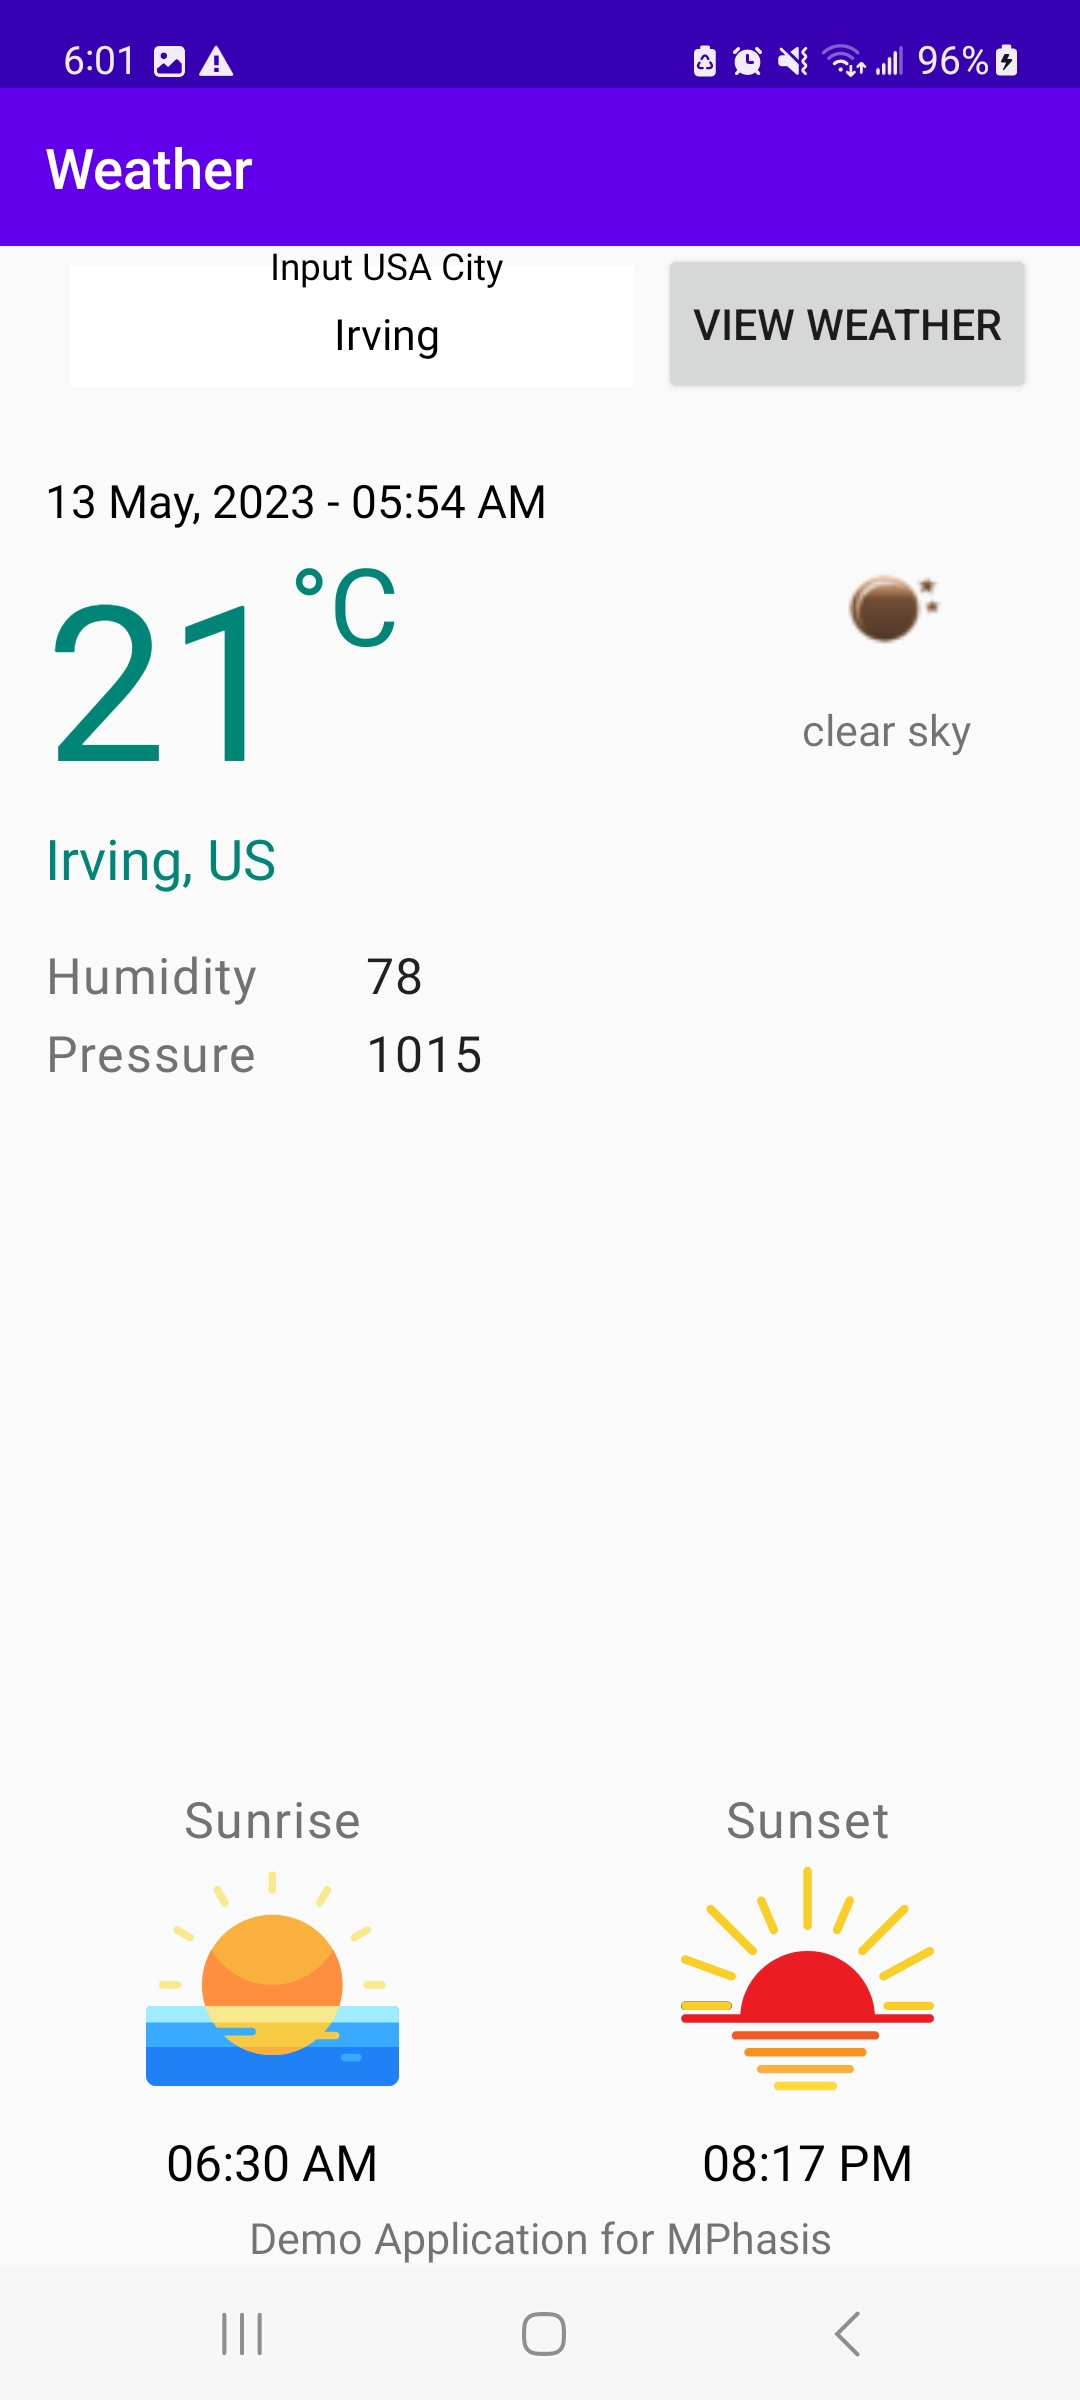 6:01 96%
Weather
Input USA City
Irving
VIEW WEATHER
13 May, 2023 - 05:54 AM
21 °C
clear sky
Irving, US
Humidity 78
Pressure 1015
Sunrise Sunset
06:30 AM 08:17 PM
Demo Application for MPhasis